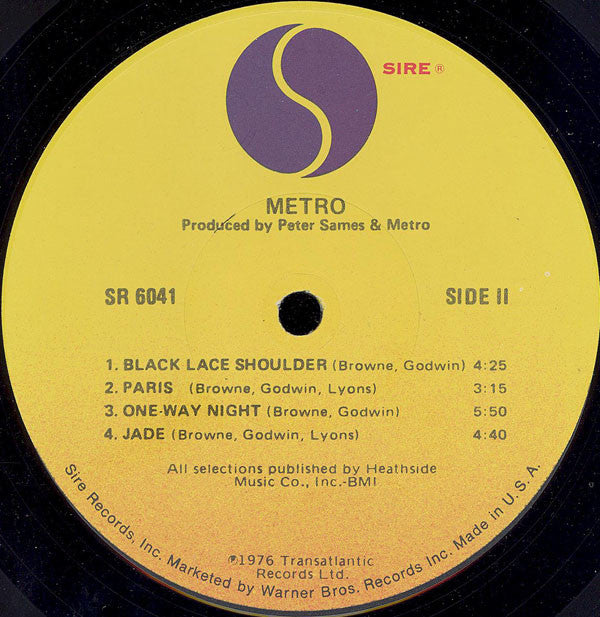 SIRE ®
METRO
Produced by Peter Sames & Metro
SR 6041 SIDE II
1. BLACK LACE SHOULDER (Browne, Godwin) 4:25
2. PARIS (Browne, Godwin, Lyons) 3:15
3. ONE-WAY NIGHT (Browne, Godwin) 5:50
4. JADE (Browne, Godwin, Lyons) 4:40
All selections published by Heathside
Music Co., Inc.-BMI
℗1976 Transatlantic
Records Ltd.
Sire Records, Inc. Marketed by Warner Bros. Records Inc. Made in U.S.A.